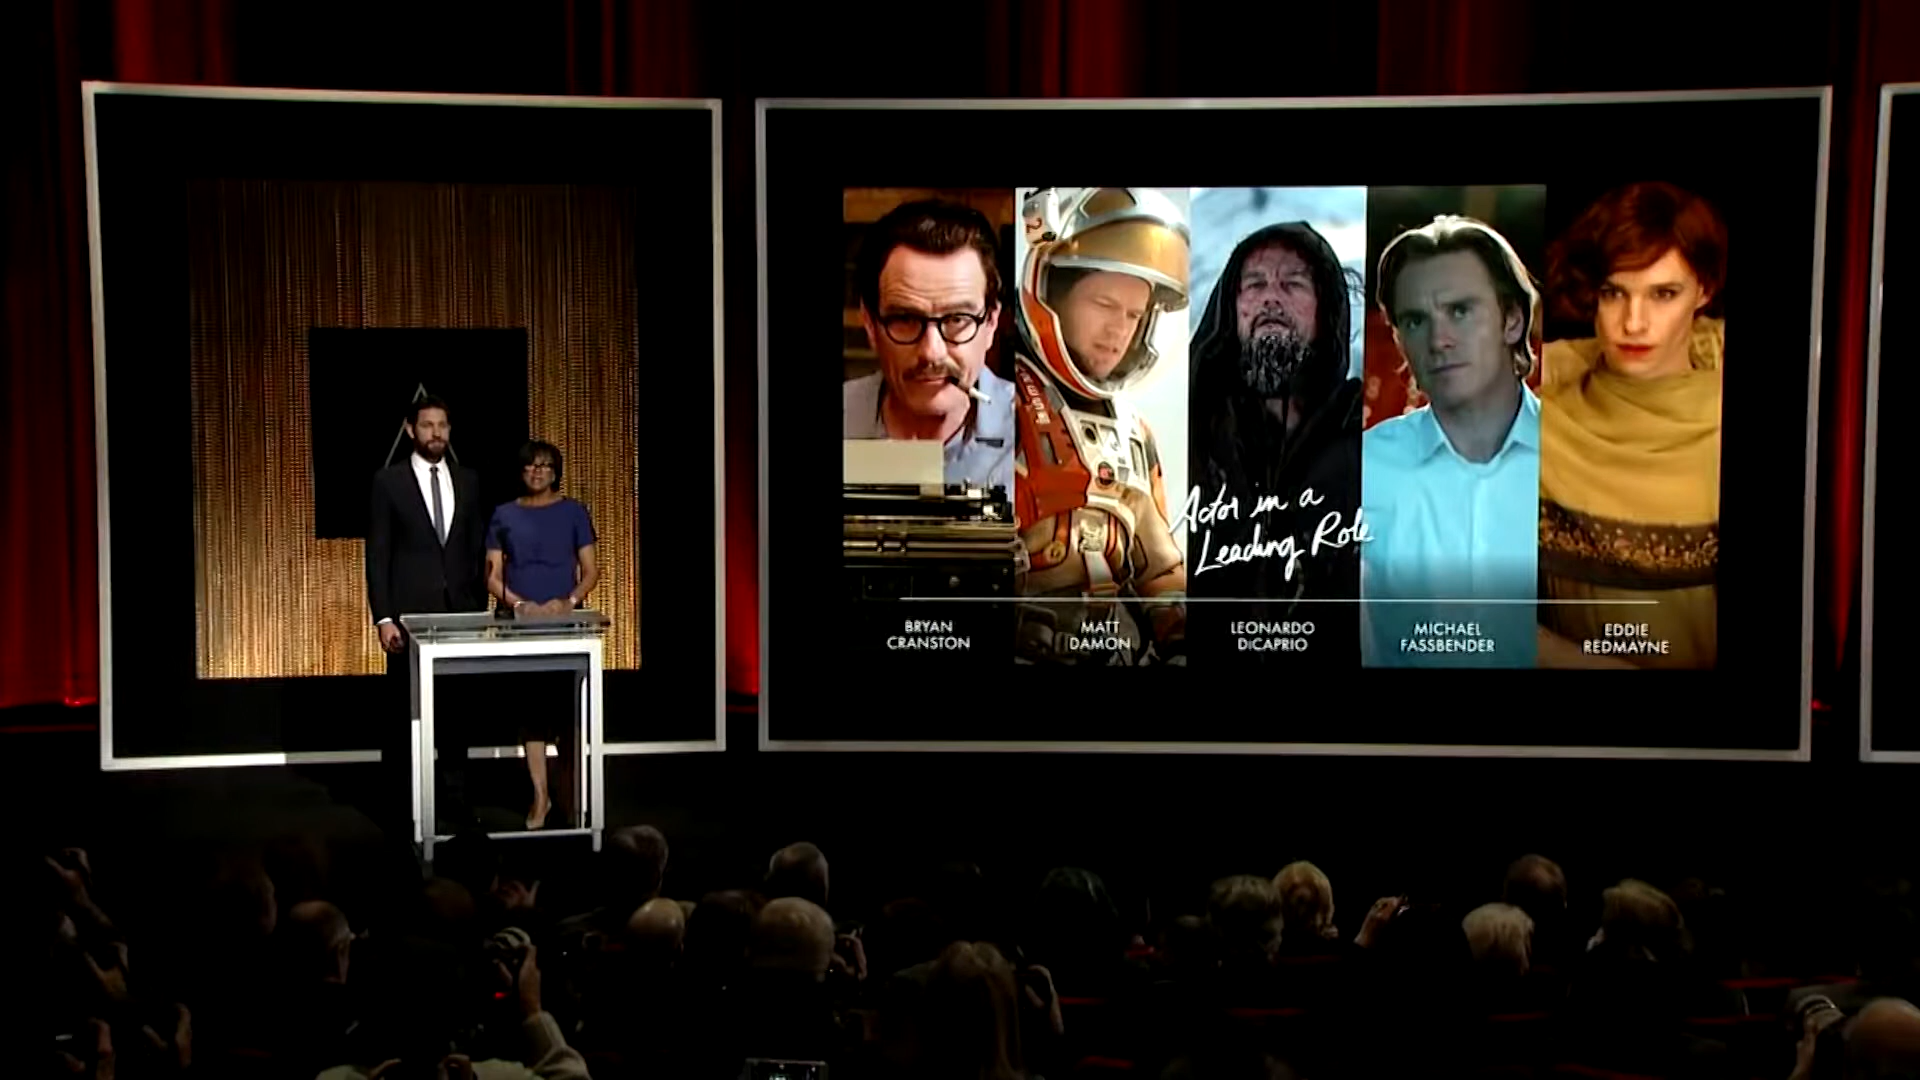 Actor in a
Leading Role
BRYAN
CRANSTON
MATT
DAMON
LEONARDO
DiCAPRIO
MICHAEL
FASSBENDER
EDDIE
REDMAYNE